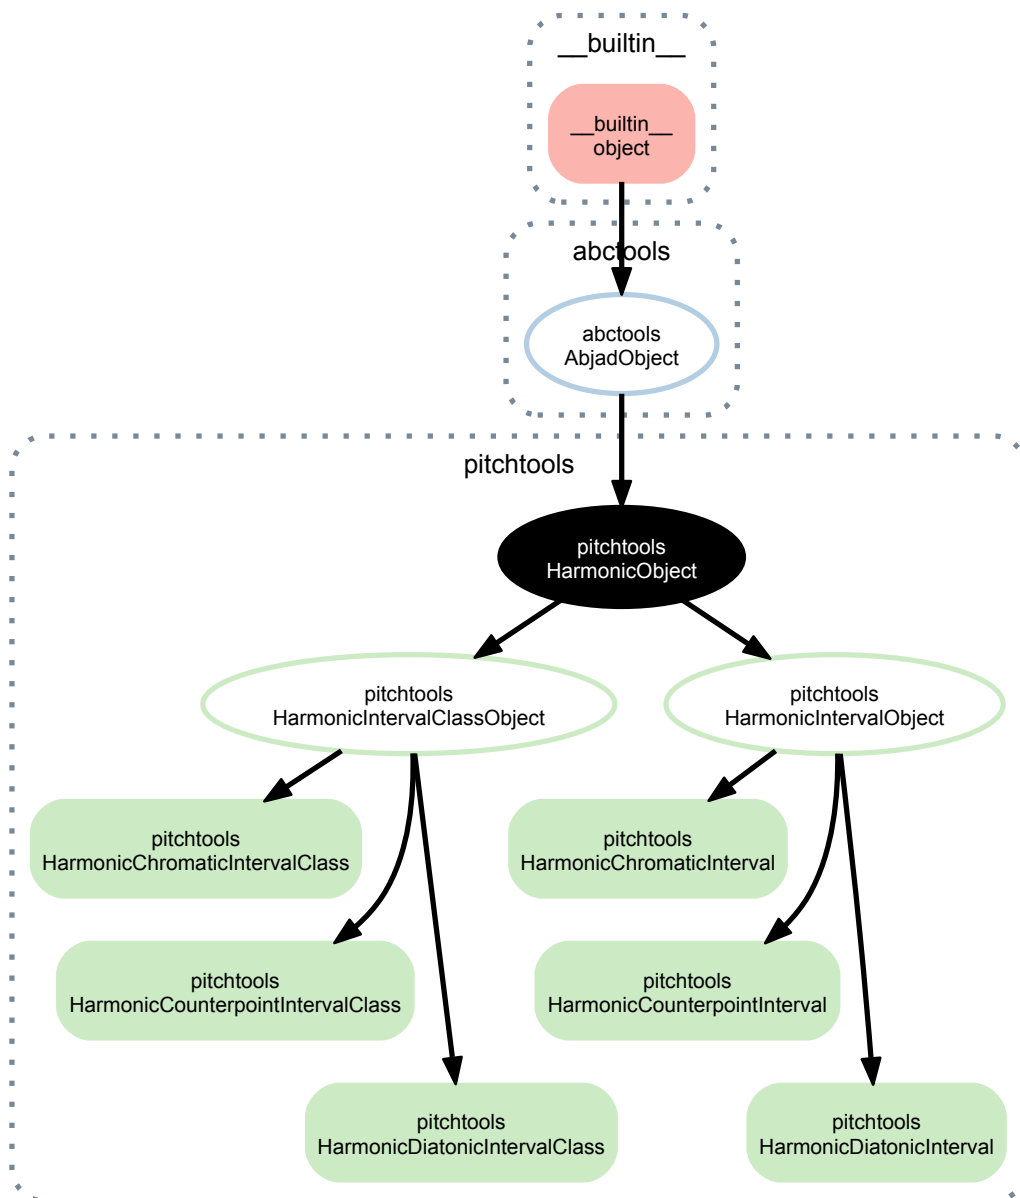 __builtin__
__builtin__
object
abctools
abctools
AbjadObject
pitchtools
pitchtools
HarmonicObject
pitchtools
HarmonicIntervalClassObject
pitchtools
HarmonicIntervalObject
pitchtools
HarmonicChromaticIntervalClass
pitchtools
HarmonicChromaticInterval
pitchtools
HarmonicCounterpointIntervalClass
pitchtools
HarmonicCounterpointInterval
pitchtools
HarmonicDiatonicIntervalClass
pitchtools
HarmonicDiatonicInterval